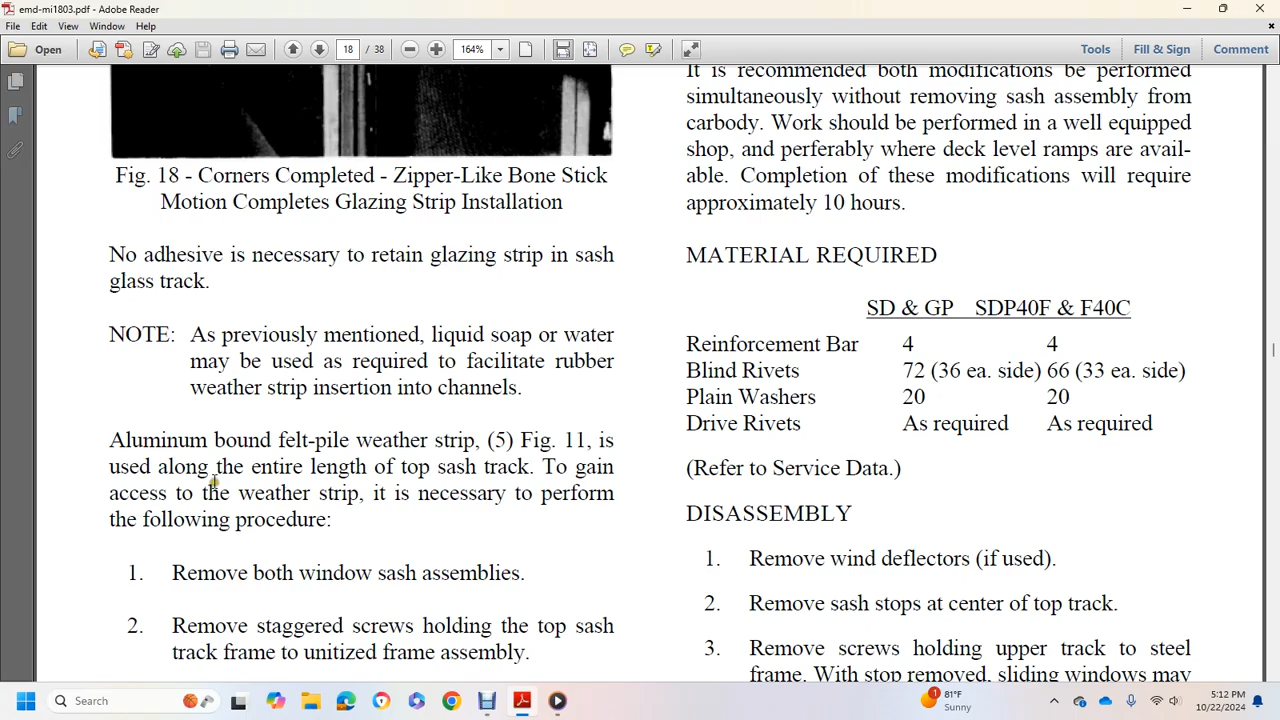 emd-mi1803.pdf - Adobe Reader
File Edit View Window Help
Open 18 / 38 164% Tools Fill & Sign Comment
Fig. 18 - Corners Completed - Zipper-Like Bone Stick
Motion Completes Glazing Strip Installation
No adhesive is necessary to retain glazing strip in sash
glass track.
NOTE: As previously mentioned, liquid soap or water
may be used as required to facilitate rubber
weather strip insertion into channels.
Aluminum bound felt-pile weather strip, (5) Fig. 11, is
used along the entire length of top sash track. To gain
access to the weather strip, it is necessary to perform
the following procedure:
1. Remove both window sash assemblies.
2. Remove staggered screws holding the top sash
track frame to unitized frame assembly.
It is recommended both modifications be performed
simultaneously without removing sash assembly from
carbody. Work should be performed in a well equipped
shop, and perferably where deck level ramps are avail-
able. Completion of these modifications will require
approximately 10 hours.
MATERIAL REQUIRED
SD & GP SDP40F & F40C
Reinforcement Bar 4 4
Blind Rivets 72 (36 ea. side) 66 (33 ea. side)
Plain Washers 20 20
Drive Rivets As required As required
(Refer to Service Data.)
DISASSEMBLY
1. Remove wind deflectors (if used).
2. Remove sash stops at center of top track.
3. Remove screws holding upper track to steel
frame. With stop removed, sliding windows may
Search
1
81°F
Sunny
5:12 PM
10/22/2024